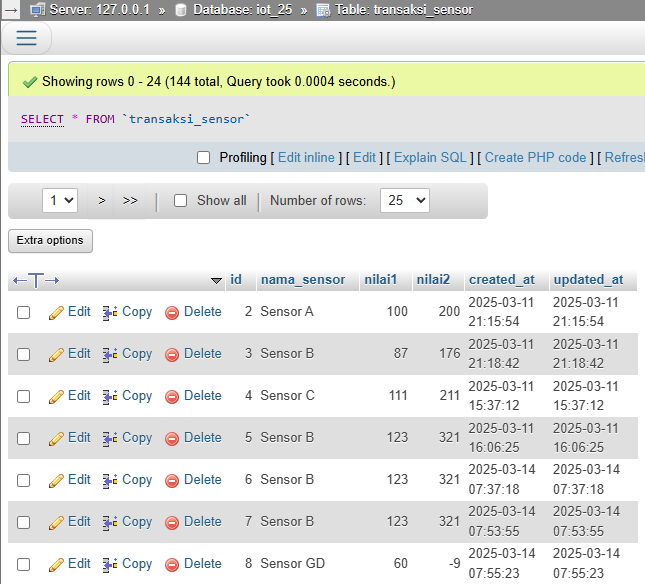 Server: 127.0.0.1 » Database: iot_25 » Table: transaksi_sensor
Showing rows 0 - 24 (144 total, Query took 0.0004 seconds.)
SELECT * FROM `transaksi_sensor`
Profiling [ Edit inline ] [ Edit ] [ Explain SQL ] [ Create PHP code ] [ Refresh
1 > >> Show all Number of rows: 25
Extra options
id nama_sensor nilai1 nilai2 created_at updated_at
Edit Copy Delete 2 Sensor A 100 200 2025-03-11 21:15:54 2025-03-11 21:15:54
Edit Copy Delete 3 Sensor B 87 176 2025-03-11 21:18:42 2025-03-11 21:18:42
Edit Copy Delete 4 Sensor C 111 211 2025-03-11 15:37:12 2025-03-11 15:37:12
Edit Copy Delete 5 Sensor B 123 321 2025-03-11 16:06:25 2025-03-11 16:06:25
Edit Copy Delete 6 Sensor B 123 321 2025-03-14 07:37:18 2025-03-14 07:37:18
Edit Copy Delete 7 Sensor B 123 321 2025-03-14 07:53:55 2025-03-14 07:53:55
Edit Copy Delete 8 Sensor GD 60 -9 2025-03-14 07:55:23 2025-03-14 07:55:23